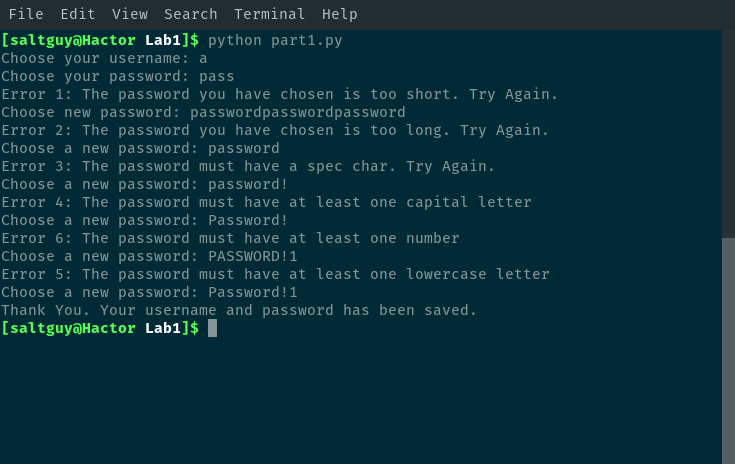 File Edit View Search Terminal Help
[saltguy@Hactor Lab1]$ python part1.py
Choose your username: a
Choose your password: pass
Error 1: The password you have chosen is too short. Try Again.
Choose new password: passwordpasswordpassword
Error 2: The password you have chosen is too long. Try Again.
Choose a new password: password
Error 3: The password must have a spec char. Try Again.
Choose a new password: password!
Error 4: The password must have at least one capital letter
Choose a new password: Password!
Error 6: The password must have at least one number
Choose a new password: PASSWORD!1
Error 5: The password must have at least one lowercase letter
Choose a new password: Password!1
Thank You. Your username and password has been saved.
[saltguy@Hactor Lab1]$